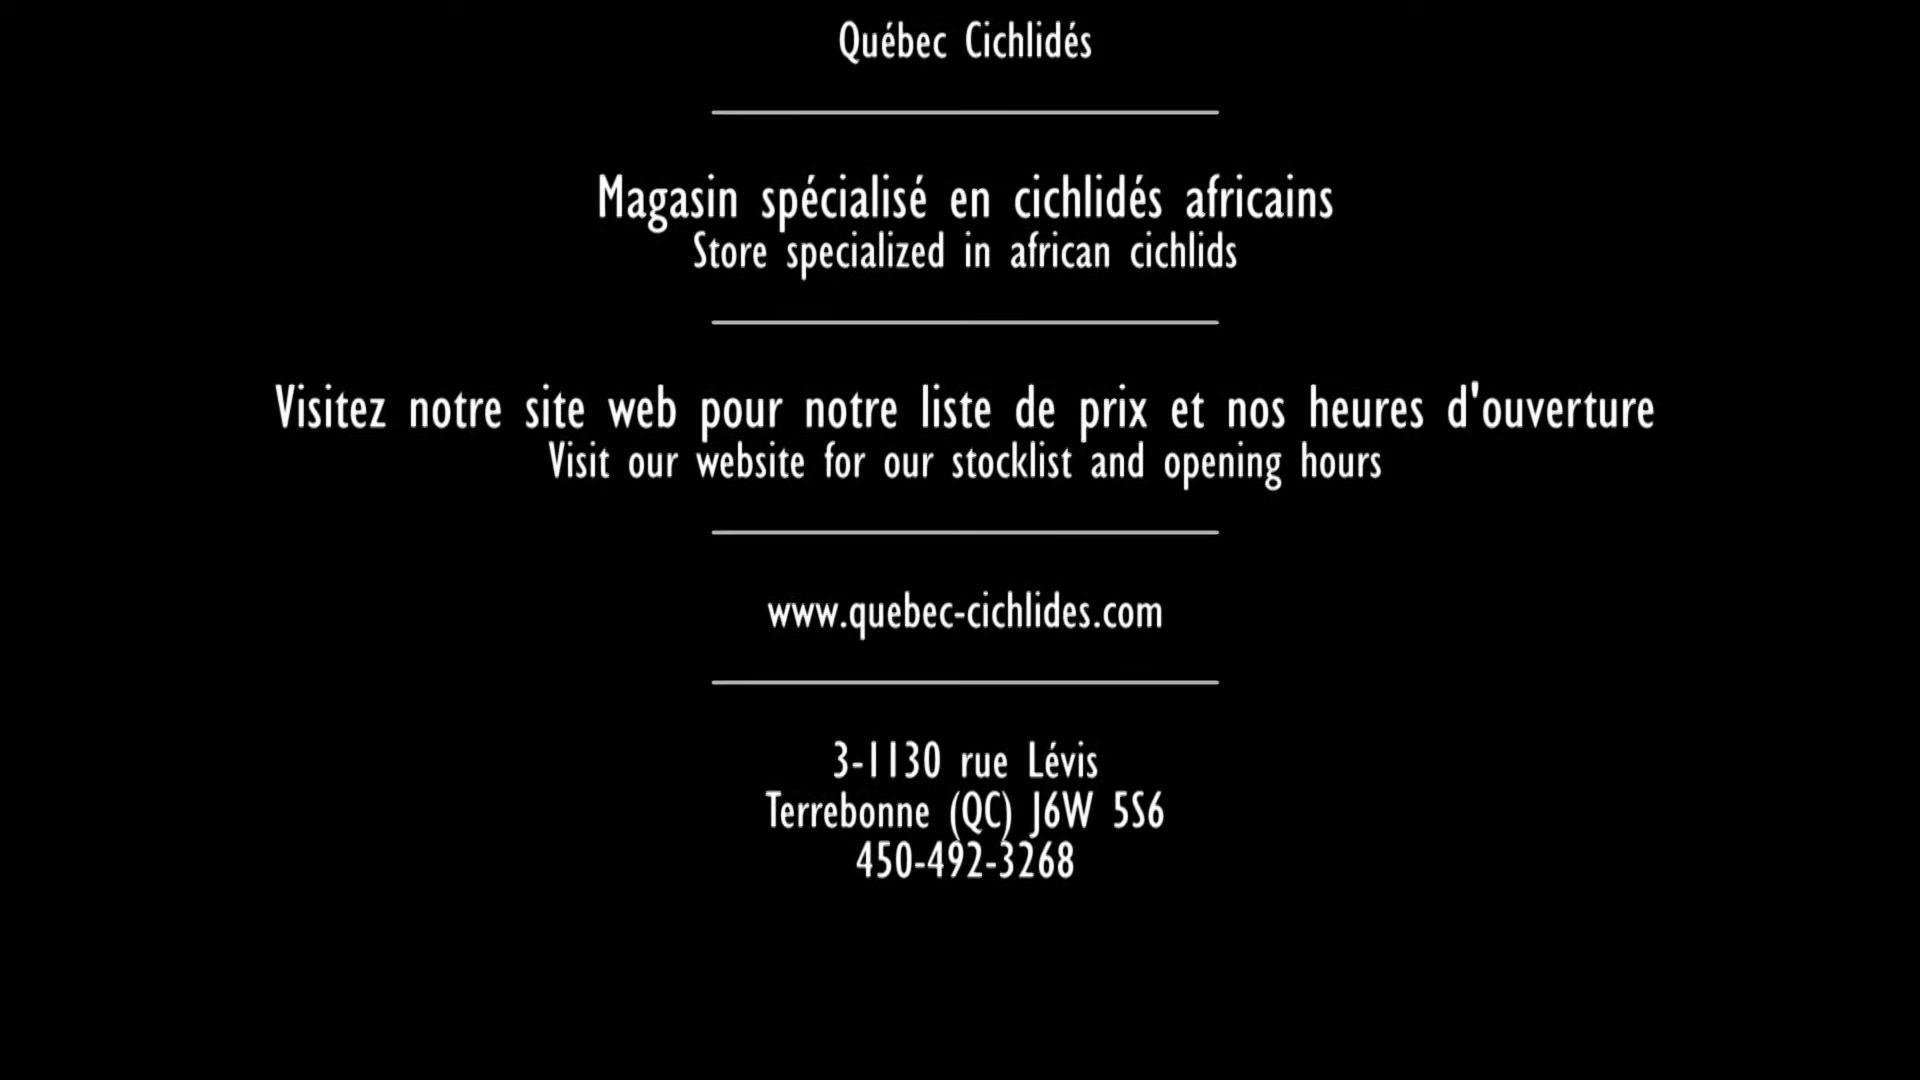 Québec Cichlidés
Magasin spécialisé en cichlidés africains
Store specialized in african cichlids
Visitez notre site web pour notre liste de prix et nos heures d'ouverture
Visit our website for our stocklist and opening hours
www.quebec-cichlides.com
3-1130 rue Lévis
Terrebonne (QC) J6W 5S6
450-492-3268